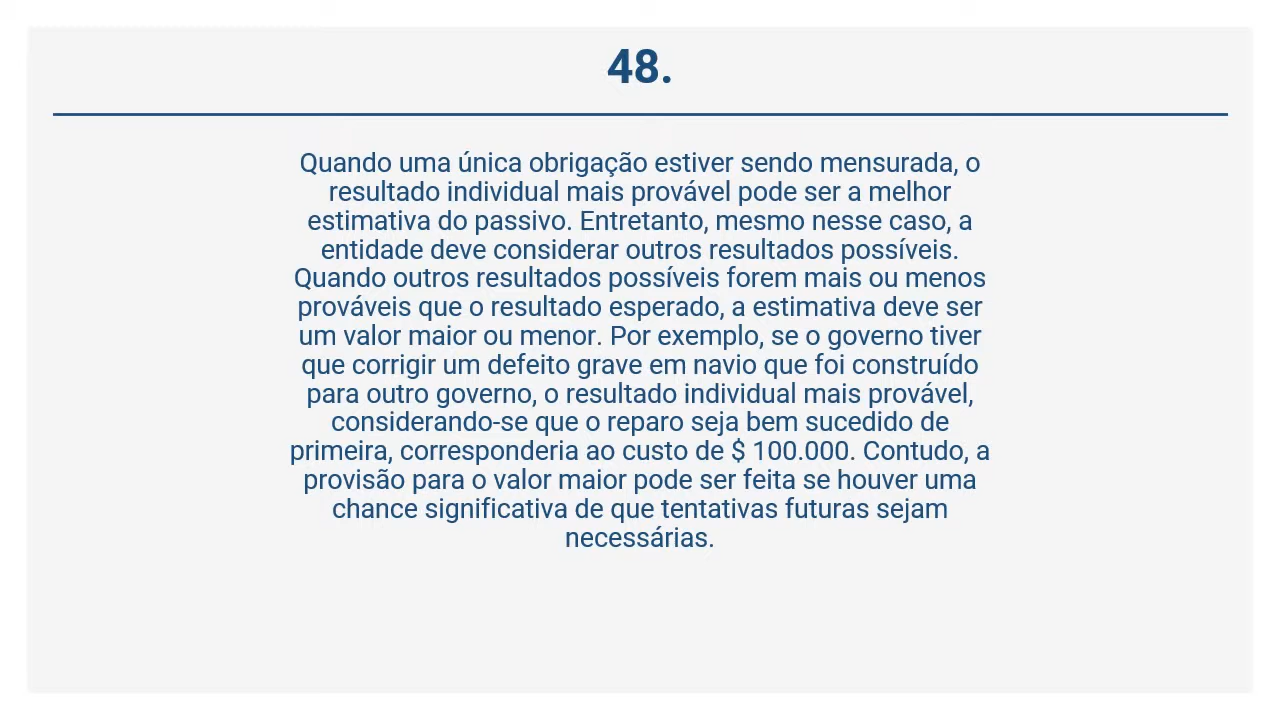 48.
Quando uma única obrigação estiver sendo mensurada, o
resultado individual mais provável pode ser a melhor
estimativa do passivo. Entretanto, mesmo nesse caso, a
entidade deve considerar outros resultados possíveis.
Quando outros resultados possíveis forem mais ou menos
prováveis que o resultado esperado, a estimativa deve ser
um valor maior ou menor. Por exemplo, se o governo tiver
que corrigir um defeito grave em navio que foi construído
para outro governo, o resultado individual mais provável,
considerando-se que o reparo seja bem sucedido de
primeira, corresponderia ao custo de $ 100.000. Contudo, a
provisão para o valor maior pode ser feita se houver uma
chance significativa de que tentativas futuras sejam
necessárias.